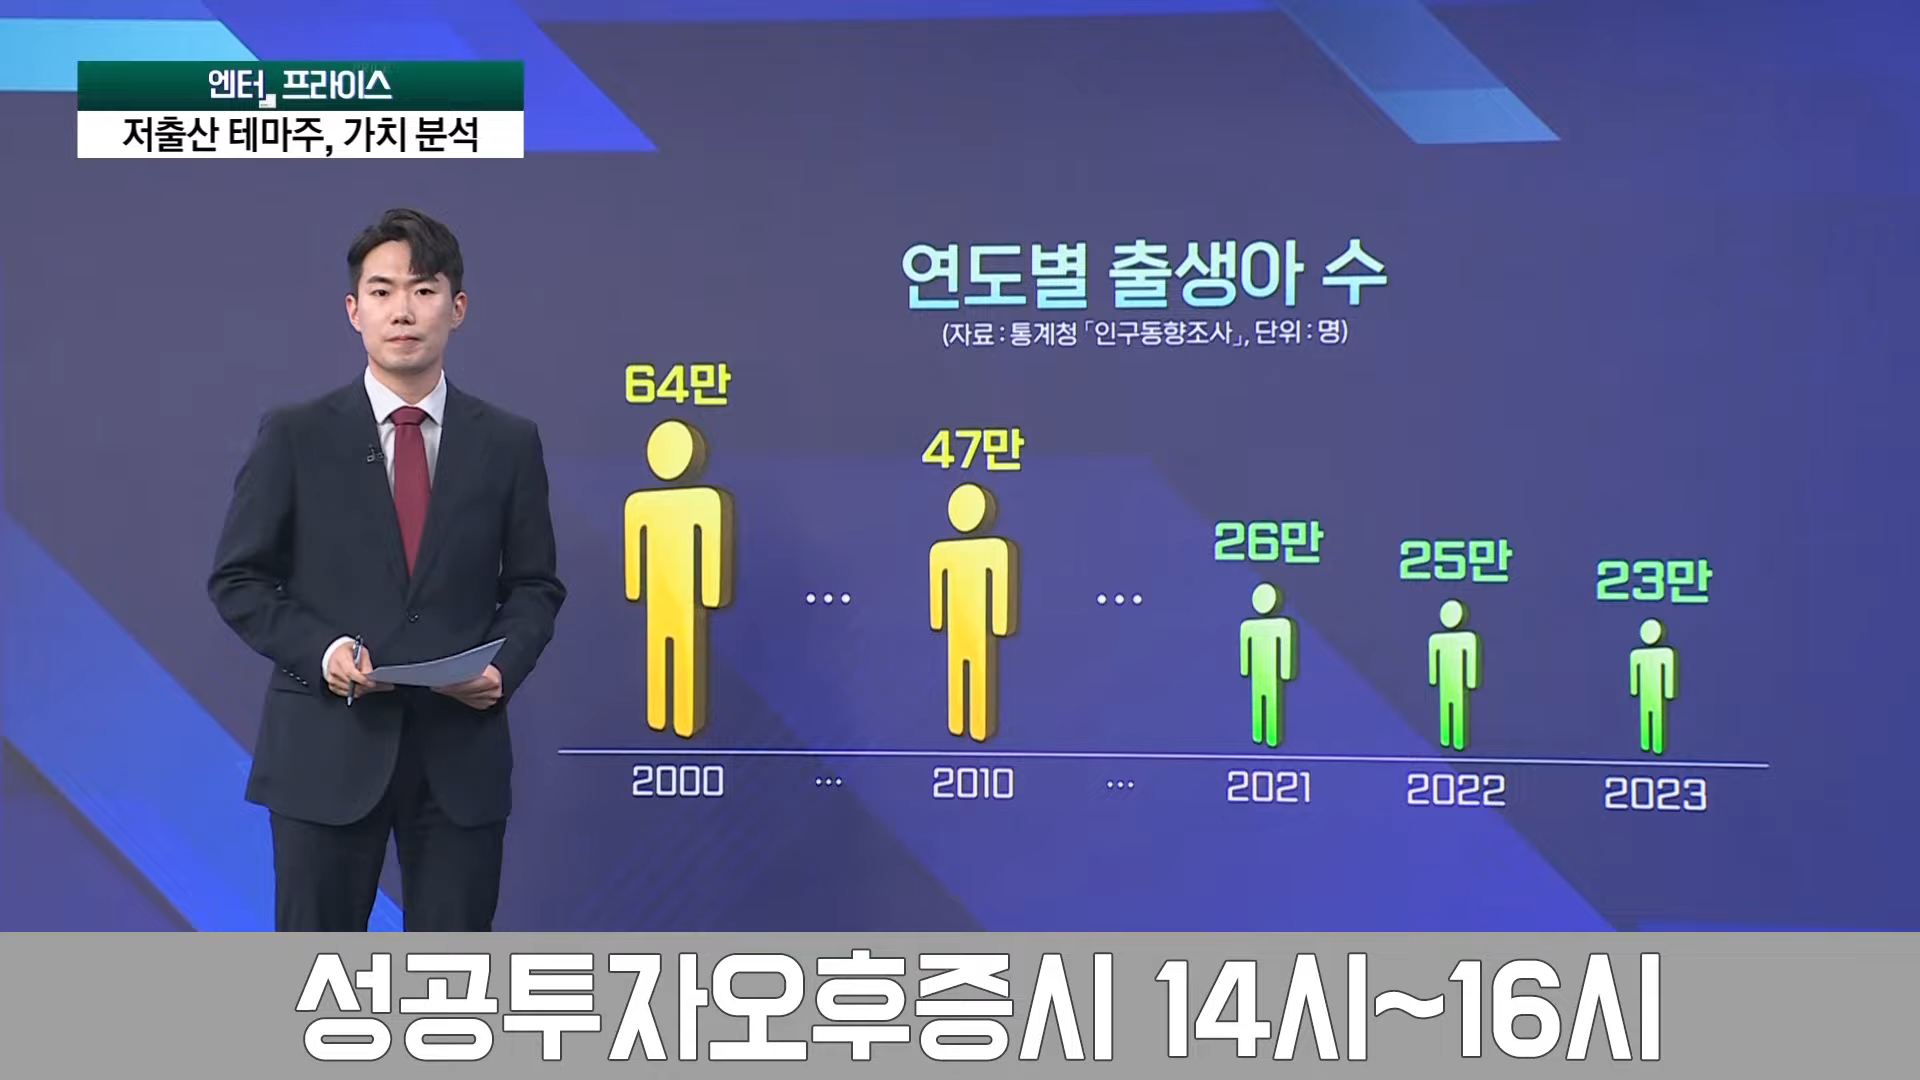 엔터프라이스
저출산 테마주, 가치 분석
연도별 출생아 수
(자료 : 통계청 「인구동향조사」, 단위 : 명)
64만
47만
26만
25만
23만
2000 ... 2010 ... 2021 2022 2023
성공투자오후증시 14시~16시